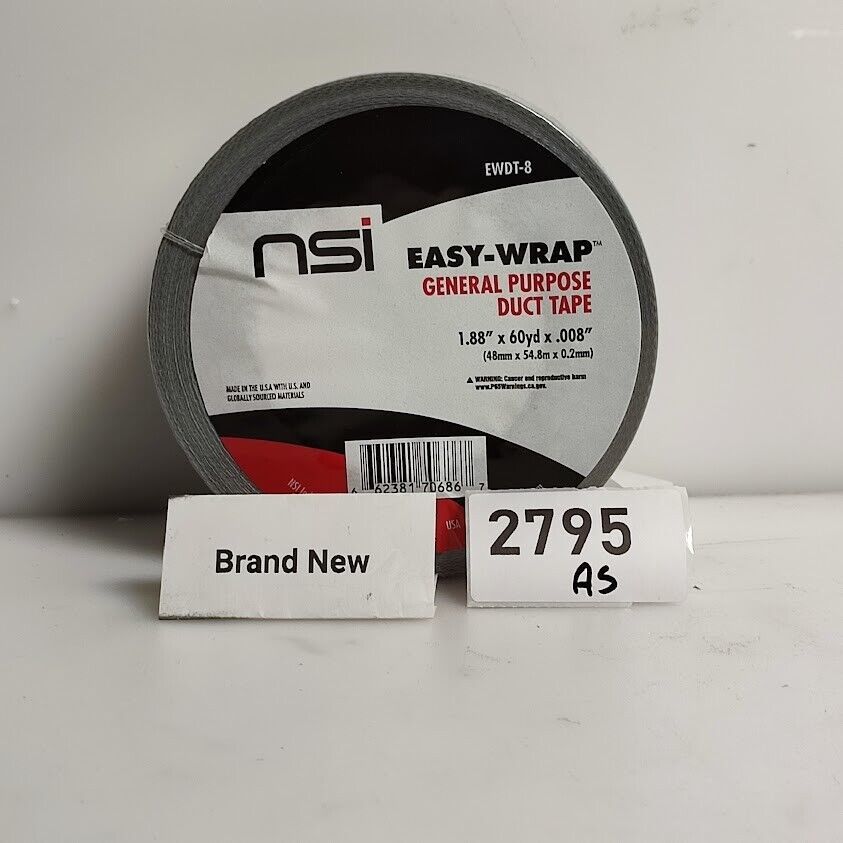 EWDT-8
nsi
EASY-WRAP™
GENERAL PURPOSE
DUCT TAPE
1.88" x 60yd x .008"
(48mm x 54.8m x 0.2mm)
⚠ WARNING: Cancer and reproductive harm
www.P65Warnings.ca.gov
MADE IN THE U.S.A WITH U.S. AND
GLOBALLY SOURCED MATERIALS
62381 70686 7
NSI
USA
Brand New
2795
AS